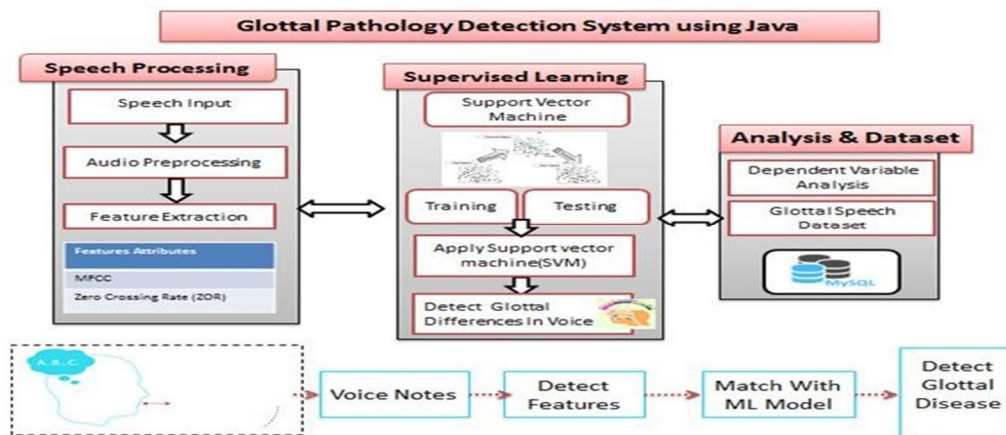 Glottal Pathology Detection System using Java
Speech Processing
Speech Input
Audio Preprocessing
Feature Extraction
Features Attributes
MFCC
Zero Crossing Rate (ZOR)
Supervised Learning
Support Vector
Machine
Training
Testing
Apply Support vector
machine(SVM)
Detect Glottal
Differences In Voice
Analysis & Dataset
Dependent Variable
Analysis
Glottal Speech
Dataset
MySQL
A..B..C.
Voice Notes
Detect
Features
Match With
ML Model
Detect
Glottal
Disease